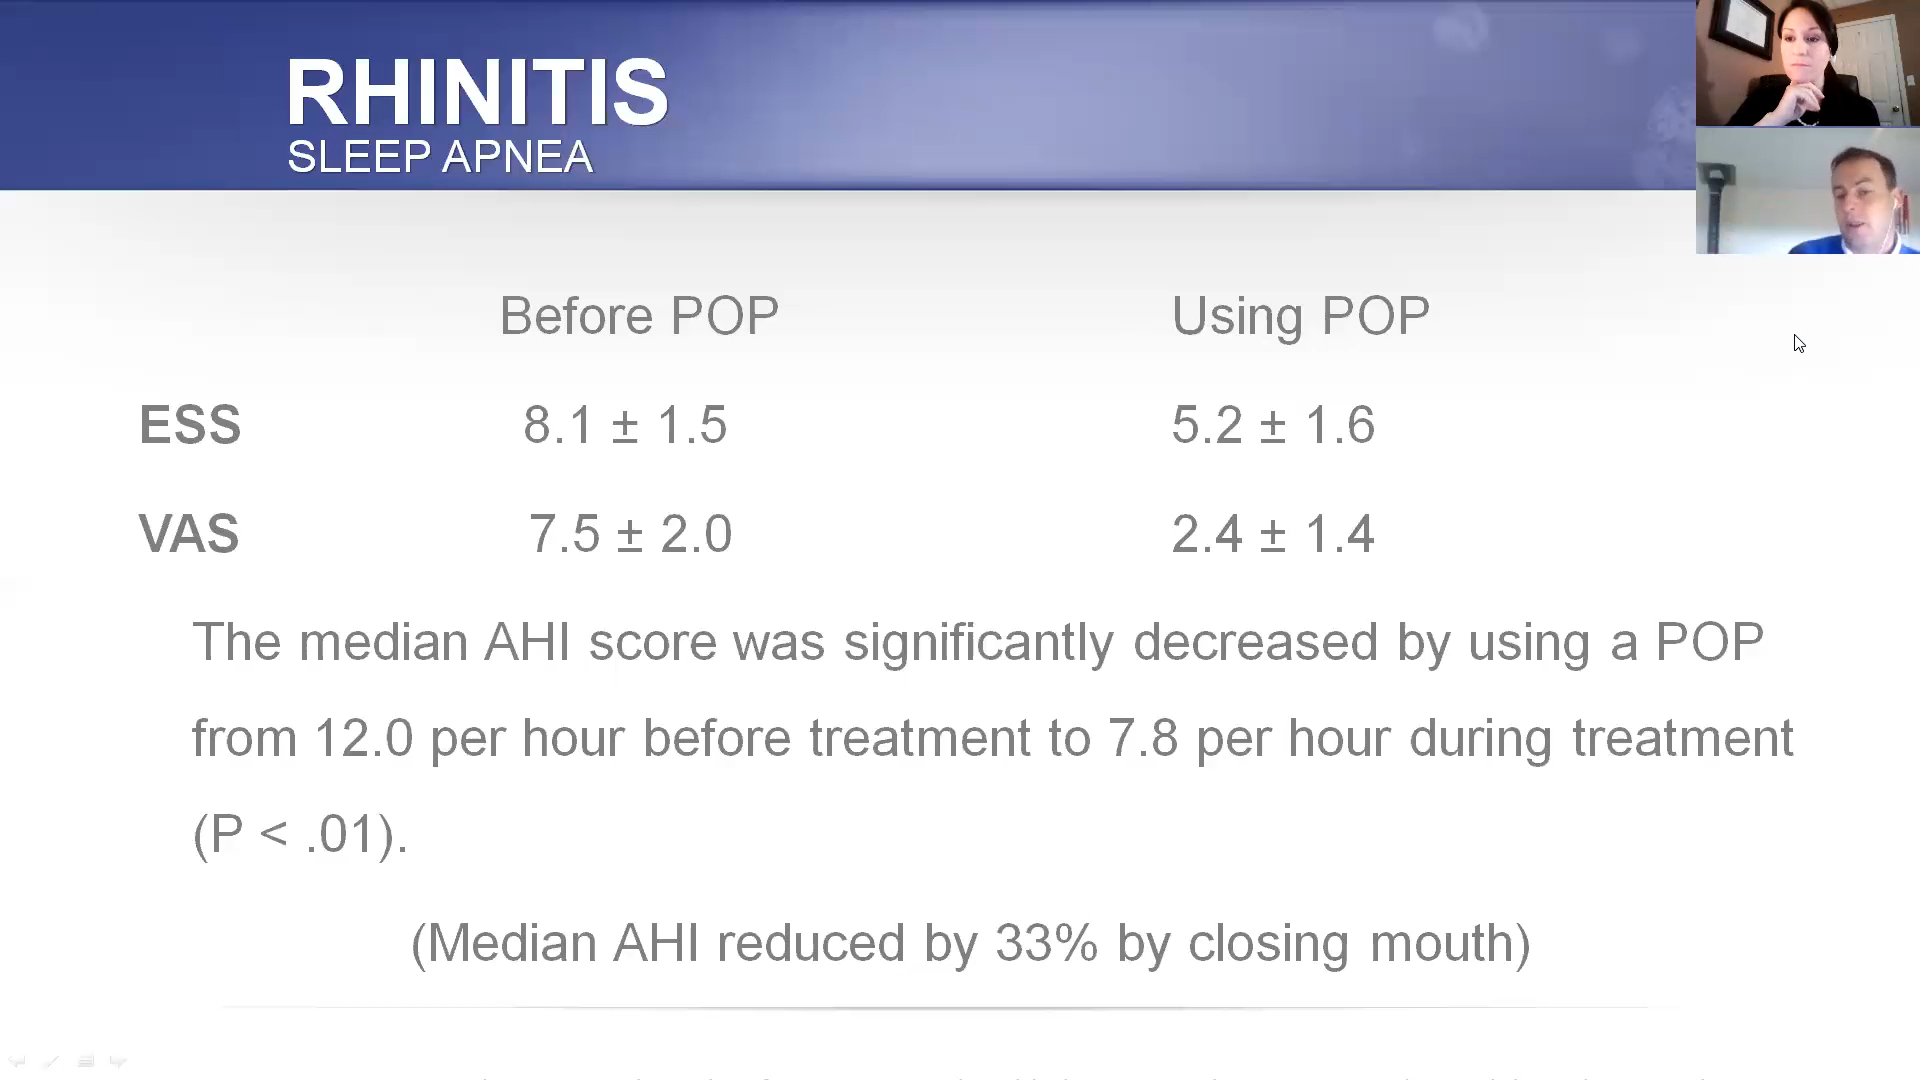 RHINITIS
SLEEP APNEA
Before POP Using POP
ESS 8.1 ± 1.5 5.2 ± 1.6
VAS 7.5 ± 2.0 2.4 ± 1.4
The median AHI score was significantly decreased by using a POP
from 12.0 per hour before treatment to 7.8 per hour during treatment
(P < .01).
(Median AHI reduced by 33% by closing mouth)